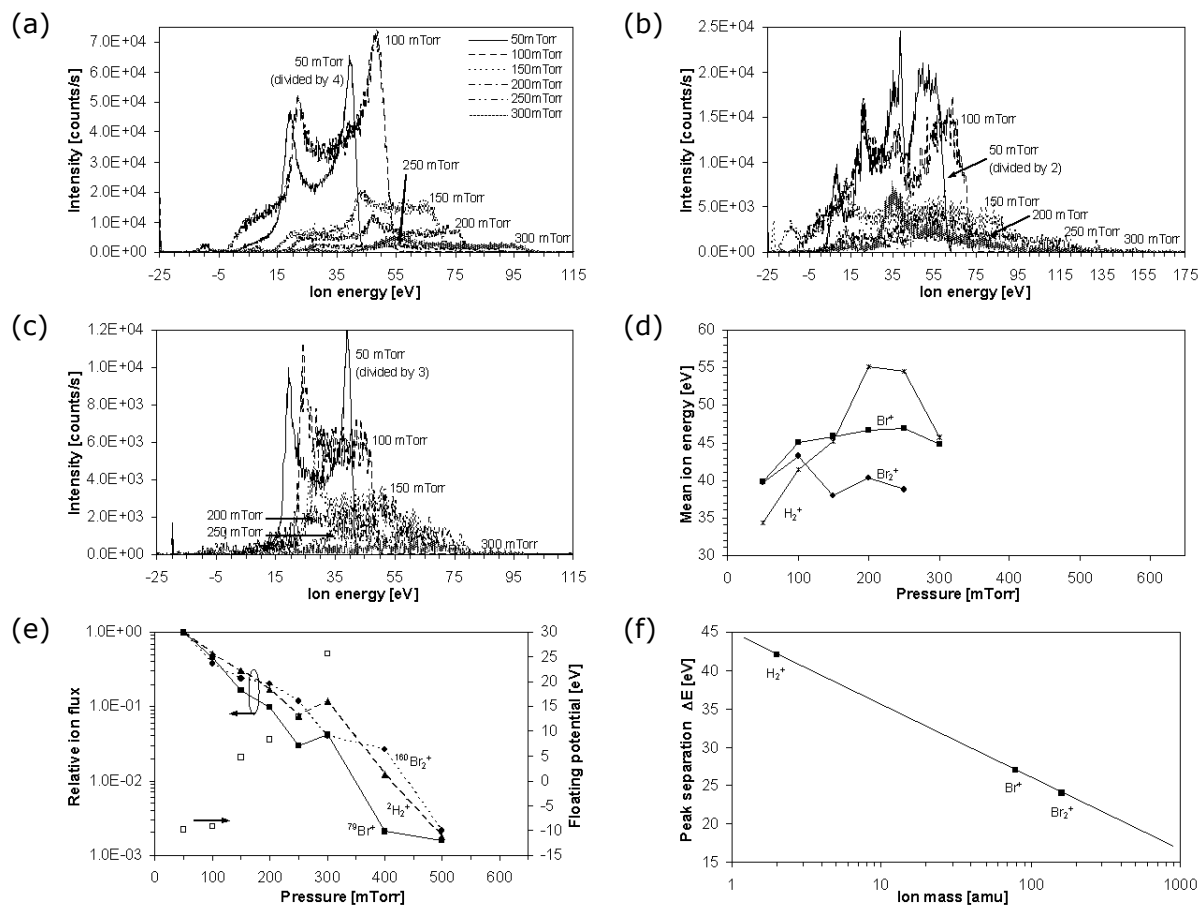 (a)
Intensity [counts/s]
7.0E+04
6.0E+04
5.0E+04
4.0E+04
3.0E+04
2.0E+04
1.0E+04
0.0E+00
-25
-5
15
35
55
75
95
115
Ion energy [eV]
50 mTorr
(divided by 4)
100 mTorr
250 mTorr
150 mTorr
200 mTorr
300 mTorr
50mTorr
100mTorr
150mTorr
200mTorr
250mTorr
300mTorr
(b)
Intensity [counts/s]
2.5E+04
2.0E+04
1.5E+04
1.0E+04
5.0E+03
0.0E+00
-25
-5
15
35
55
75
95
115
135
155
175
Ion energy [eV]
100 mTorr
50 mTorr
(divided by 2)
150 mTorr
200 mTorr
250 mTorr
300 mTorr
(c)
Intensity [counts/s]
1.2E+04
1.0E+04
8.0E+03
6.0E+03
4.0E+03
2.0E+03
0.0E+00
-25
-5
15
35
55
75
95
115
Ion energy [eV]
50 mTorr
(divided by 3)
100 mTorr
150 mTorr
200 mTorr
250 mTorr
300 mTorr
(d)
Mean ion energy [eV]
60
55
50
45
40
35
30
0
100
200
300
400
500
600
Pressure [mTorr]
Br⁺
Br₂⁺
H₂⁺
(e)
Relative ion flux
1.0E+00
1.0E-01
1.0E-02
1.0E-03
0
100
200
300
400
500
600
Pressure [mTorr]
30
25
20
15
10
5
0
-5
-10
-15
Floating potential [eV]
¹⁶⁰Br₂⁺
²H₂⁺
⁷⁹Br⁺
(f)
Peak separation ΔE [eV]
45
40
35
30
25
20
15
1
10
100
1000
Ion mass [amu]
H₂⁺
Br⁺
Br₂⁺